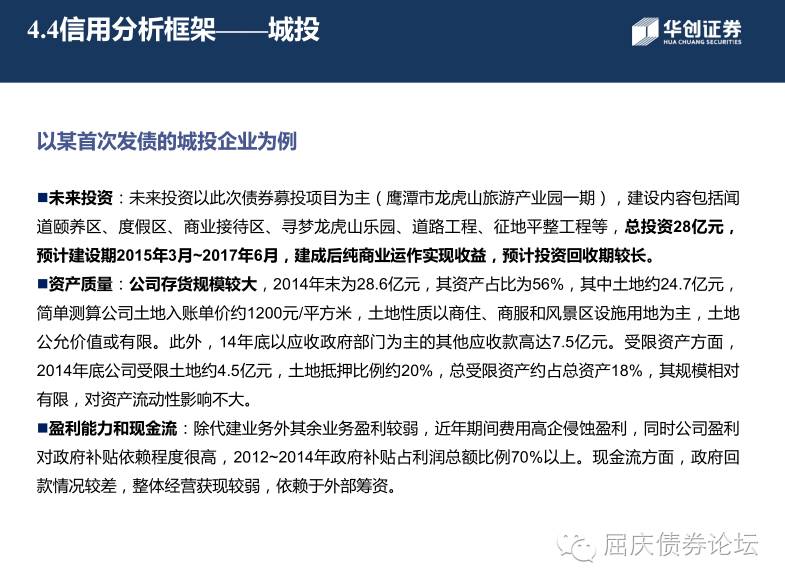 4.4信用分析框架——城投
华创证券
HUA CHUANG SECURITIES
以某首次发债的城投企业为例
■未来投资：未来投资以此次债券募投项目为主（鹰潭市龙虎山旅游产业园一期），建设内容包括闻
道颐养区、度假区、商业接待区、寻梦龙虎山乐园、道路工程、征地平整工程等，总投资28亿元，
预计建设期2015年3月~2017年6月，建成后纯商业运作实现收益，预计投资回收期较长。
■资产质量：公司存货规模较大，2014年末为28.6亿元，其资产占比为56%，其中土地约24.7亿元，
简单测算公司土地入账单价约1200元/平方米，土地性质以商住、商服和风景区设施用地为主，土地
公允价值或有限。此外，14年底以应收政府部门为主的其他应收款高达7.5亿元。受限资产方面，
2014年底公司受限土地约4.5亿元，土地抵押比例约20%，总受限资产约占总资产18%，其规模相对
有限，对资产流动性影响不大。
■盈利能力和现金流：除代建业务外其余业务盈利较弱，近年期间费用高企侵蚀盈利，同时公司盈利
对政府补贴依赖程度很高，2012~2014年政府补贴占利润总额比例70%以上。现金流方面，政府回
款情况较差，整体经营获现较弱，依赖于外部筹资。
屈庆债券论坛